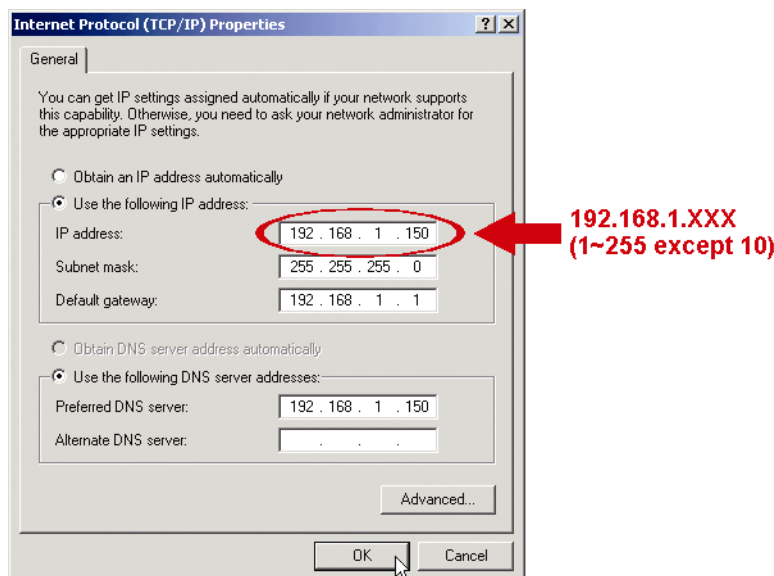 Internet Protocol (TCP/IP) Properties
General
You can get IP settings assigned automatically if your network supports
this capability. Otherwise, you need to ask your network administrator for
the appropriate IP settings.
Obtain an IP address automatically
Use the following IP address:
IP address:
192 . 168 . 1 . 150
192.168.1.XXX
(1~255 except 10)
Subnet mask:
255 . 255 . 255 . 0
Default gateway:
192 . 168 . 1 . 1
Obtain DNS server address automatically
Use the following DNS server addresses:
Preferred DNS server:
192 . 168 . 1 . 150
Alternate DNS server:
. . .
Advanced...
OK
Cancel